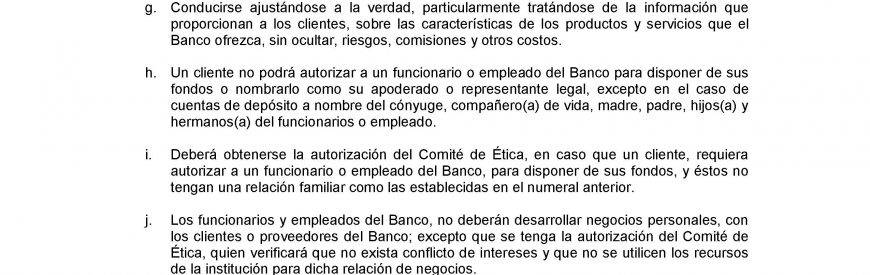 g. Conducirse ajustándose a la verdad, particularmente tratándose de la información que
proporcionan a los clientes, sobre las características de los productos y servicios que el
Banco ofrezca, sin ocultar, riesgos, comisiones y otros costos.
h. Un cliente no podrá autorizar a un funcionario o empleado del Banco para disponer de sus
fondos o nombrarlo como su apoderado o representante legal, excepto en el caso de
cuentas de depósito a nombre del cónyuge, compañero(a) de vida, madre, padre, hijos(a) y
hermanos(a) del funcionarios o empleado.
i. Deberá obtenerse la autorización del Comité de Ética, en caso que un cliente, requiera
autorizar a un funcionario o empleado del Banco, para disponer de sus fondos, y éstos no
tengan una relación familiar como las establecidas en el numeral anterior.
j. Los funcionarios y empleados del Banco, no deberán desarrollar negocios personales, con
los clientes o proveedores del Banco; excepto que se tenga la autorización del Comité de
Ética, quien verificará que no exista conflicto de intereses y que no se utilicen los recursos
de la institución para dicha relación de negocios.